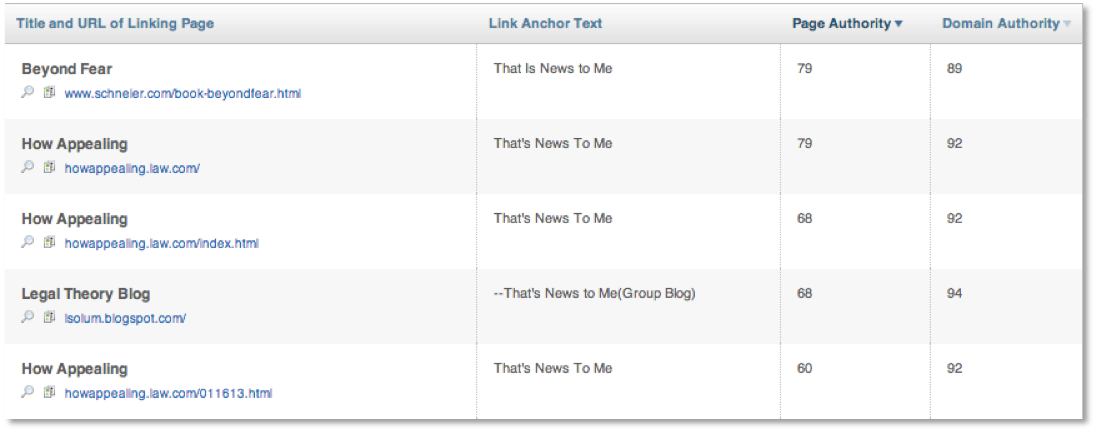 Title and URL of Linking Page Link Anchor Text Page Authority Domain Authority
Beyond Fear That Is News to Me 79 89
www.schneier.com/book-beyondfear.html
How Appealing That's News To Me 79 92
howappealing.law.com/
How Appealing That's News To Me 68 92
howappealing.law.com/index.html
Legal Theory Blog --That's News to Me(Group Blog) 68 94
lsolum.blogspot.com/
How Appealing That's News To Me 60 92
howappealing.law.com/011613.html